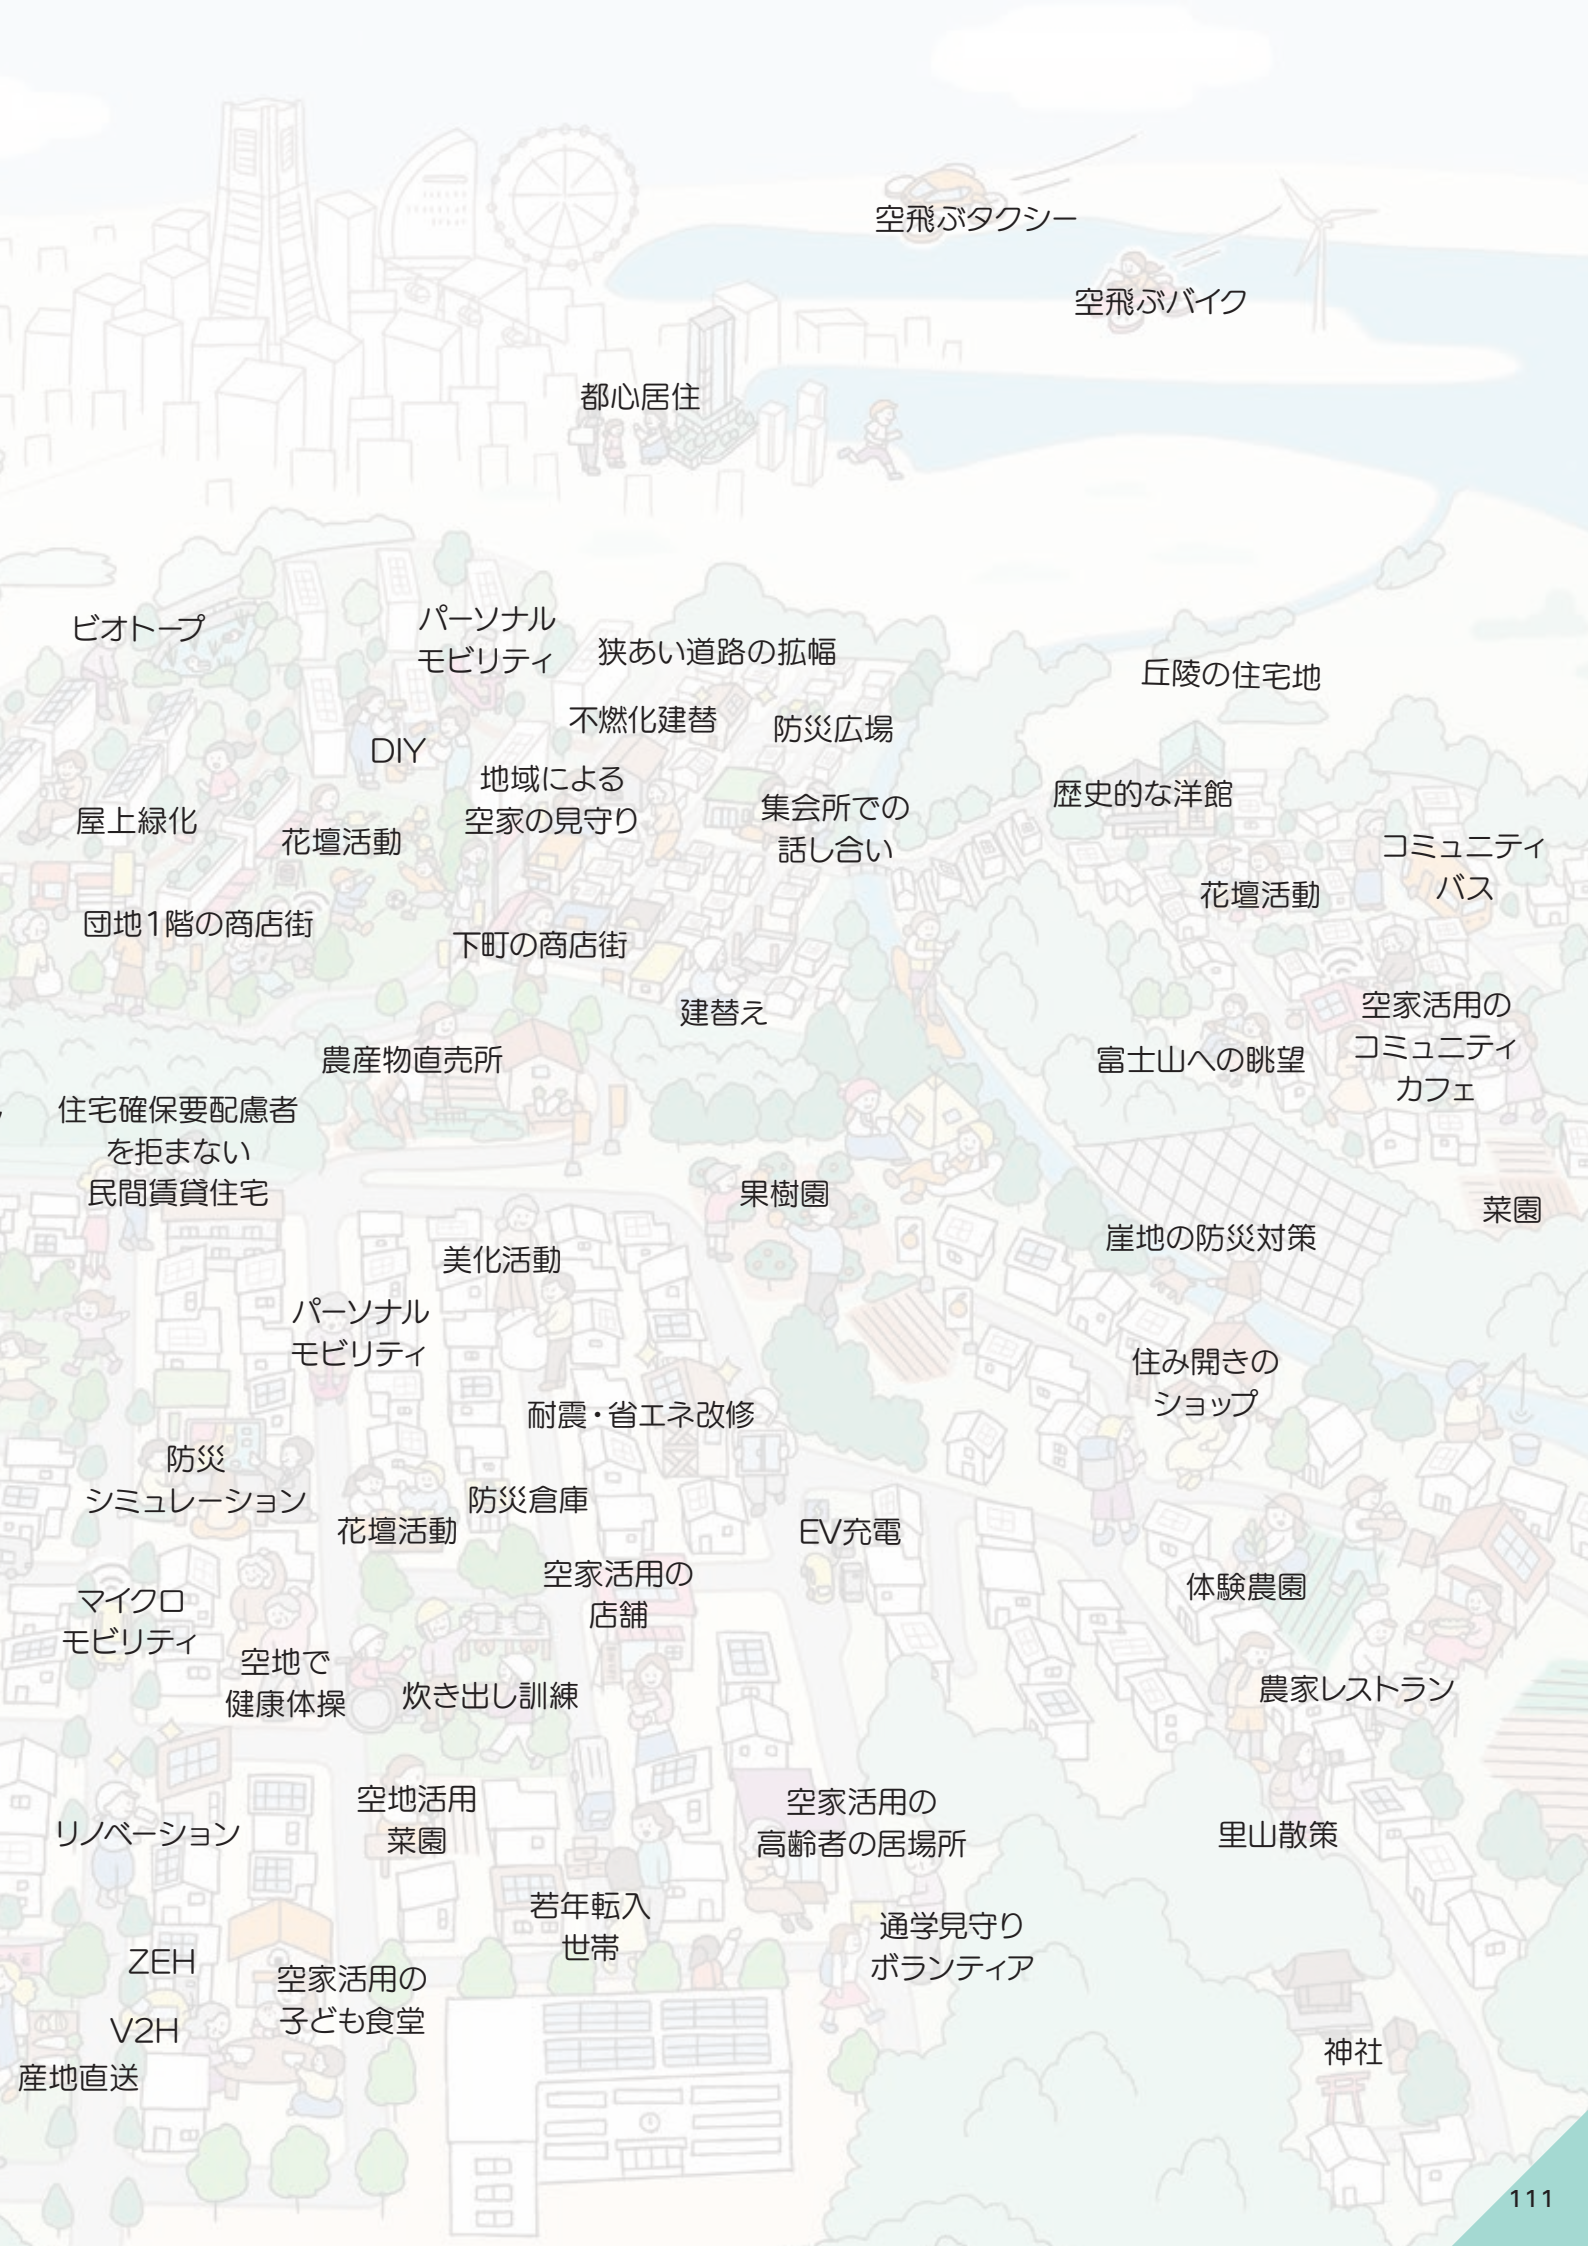 空飛ぶタクシー
空飛ぶバイク
都心居住
ビオトープ
パーソナル
モビリティ
狭あい道路の拡幅
丘陵の住宅地
不燃化建替
防災広場
DIY
地域による
空家の見守り
集会所での
話し合い
歴史的な洋館
屋上緑化
花壇活動
コミュニティ
バス
花壇活動
団地1階の商店街
下町の商店街
建替え
空家活用の
コミュニティ
カフェ
農産物直売所
富士山への眺望
住宅確保要配慮者
を拒まない
民間賃貸住宅
果樹園
菜園
崖地の防災対策
美化活動
パーソナル
モビリティ
住み開きの
ショップ
耐震・省エネ改修
防災
シミュレーション
防災倉庫
花壇活動
EV充電
空家活用の
店舗
体験農園
マイクロ
モビリティ
空地で
健康体操
炊き出し訓練
農家レストラン
空地活用
菜園
空家活用の
高齢者の居場所
リノベーション
里山散策
若年転入
世帯
通学見守り
ボランティア
ZEH
空家活用の
子ども食堂
V2H
産地直送
神社
111